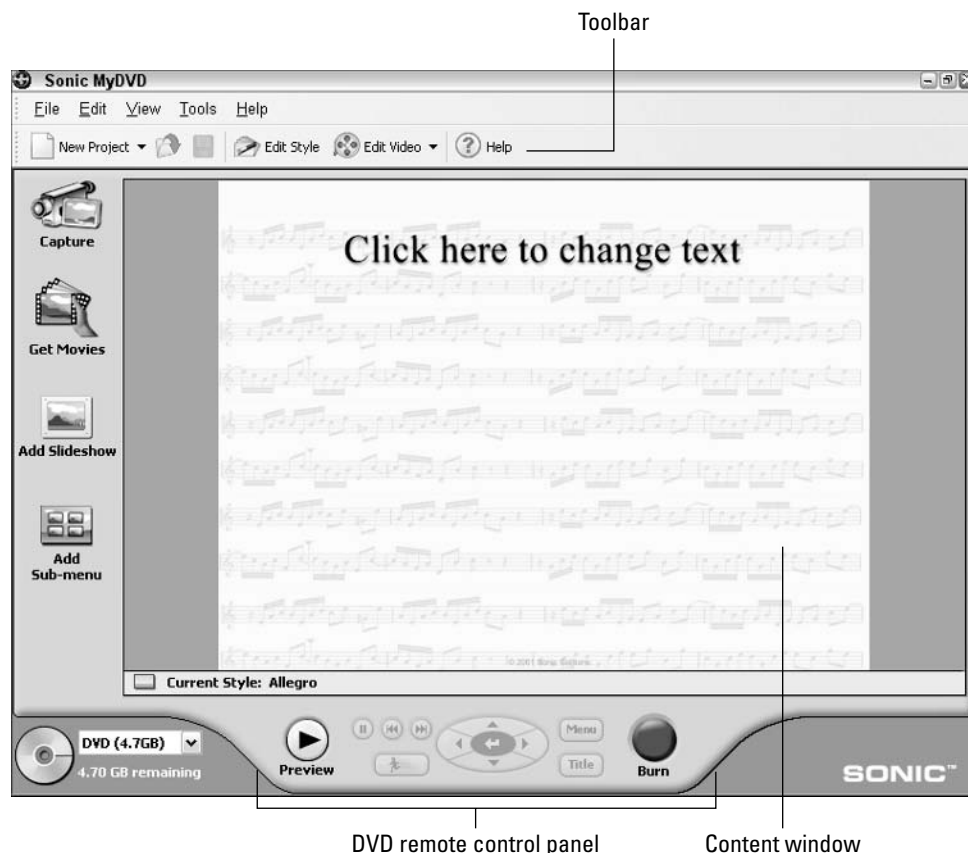 Toolbar
Sonic MyDVD
File Edit View Tools Help
New Project Edit Style Edit Video ? Help
Capture
Get Movies
Add Slideshow
Add
Sub-menu
Click here to change text
Current Style: Allegro
DVD (4.7GB)
4.70 GB remaining
Preview
Menu
Title
Burn
SONIC™
DVD remote control panel
Content window